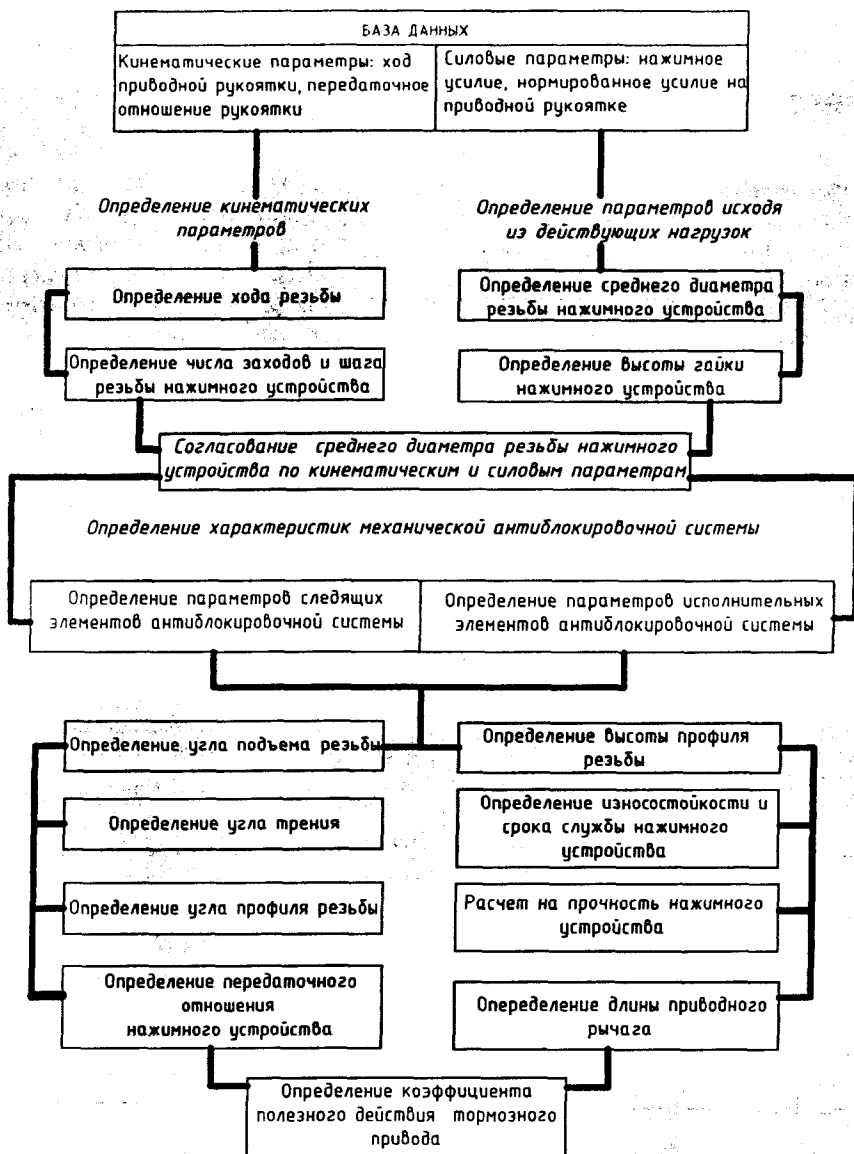 БАЗА ДАННЫХ
Кинематические параметры: ход
приводной рукоятки, передаточное
отношение рукоятки
Силовые параметры: нажимное
усилие, нормированное усилие на
приводной рукоятке
Определение кинематических
параметров
Определение параметров исходя
из действующих нагрузок
Определение хода резьбы
Определение среднего диаметра
резьбы нажимного устройства
Определение числа заходов и шага
резьбы нажимного устройства
Определение высоты гайки
нажимного устройства
Согласование среднего диаметра резьбы нажимного
устройства по кинематическим и силовым параметрам
Определение характеристик механической антиблокировочной системы
Определение параметров следящих
элементов антиблокировочной системы
Определение параметров исполнительных
элементов антиблокировочной системы
Определение угла подъема резьбы
Определение высоты профиля
резьбы
Определение угла трения
Определение износостойкости и
срока службы нажимного
устройства
Определение угла профиля резьбы
Расчет на прочность нажимного
устройства
Определение передаточного
отношения
нажимного устройства
Опеределение длины приводного
рычага
Определение коэффициента
полезного действия тормозного
привода